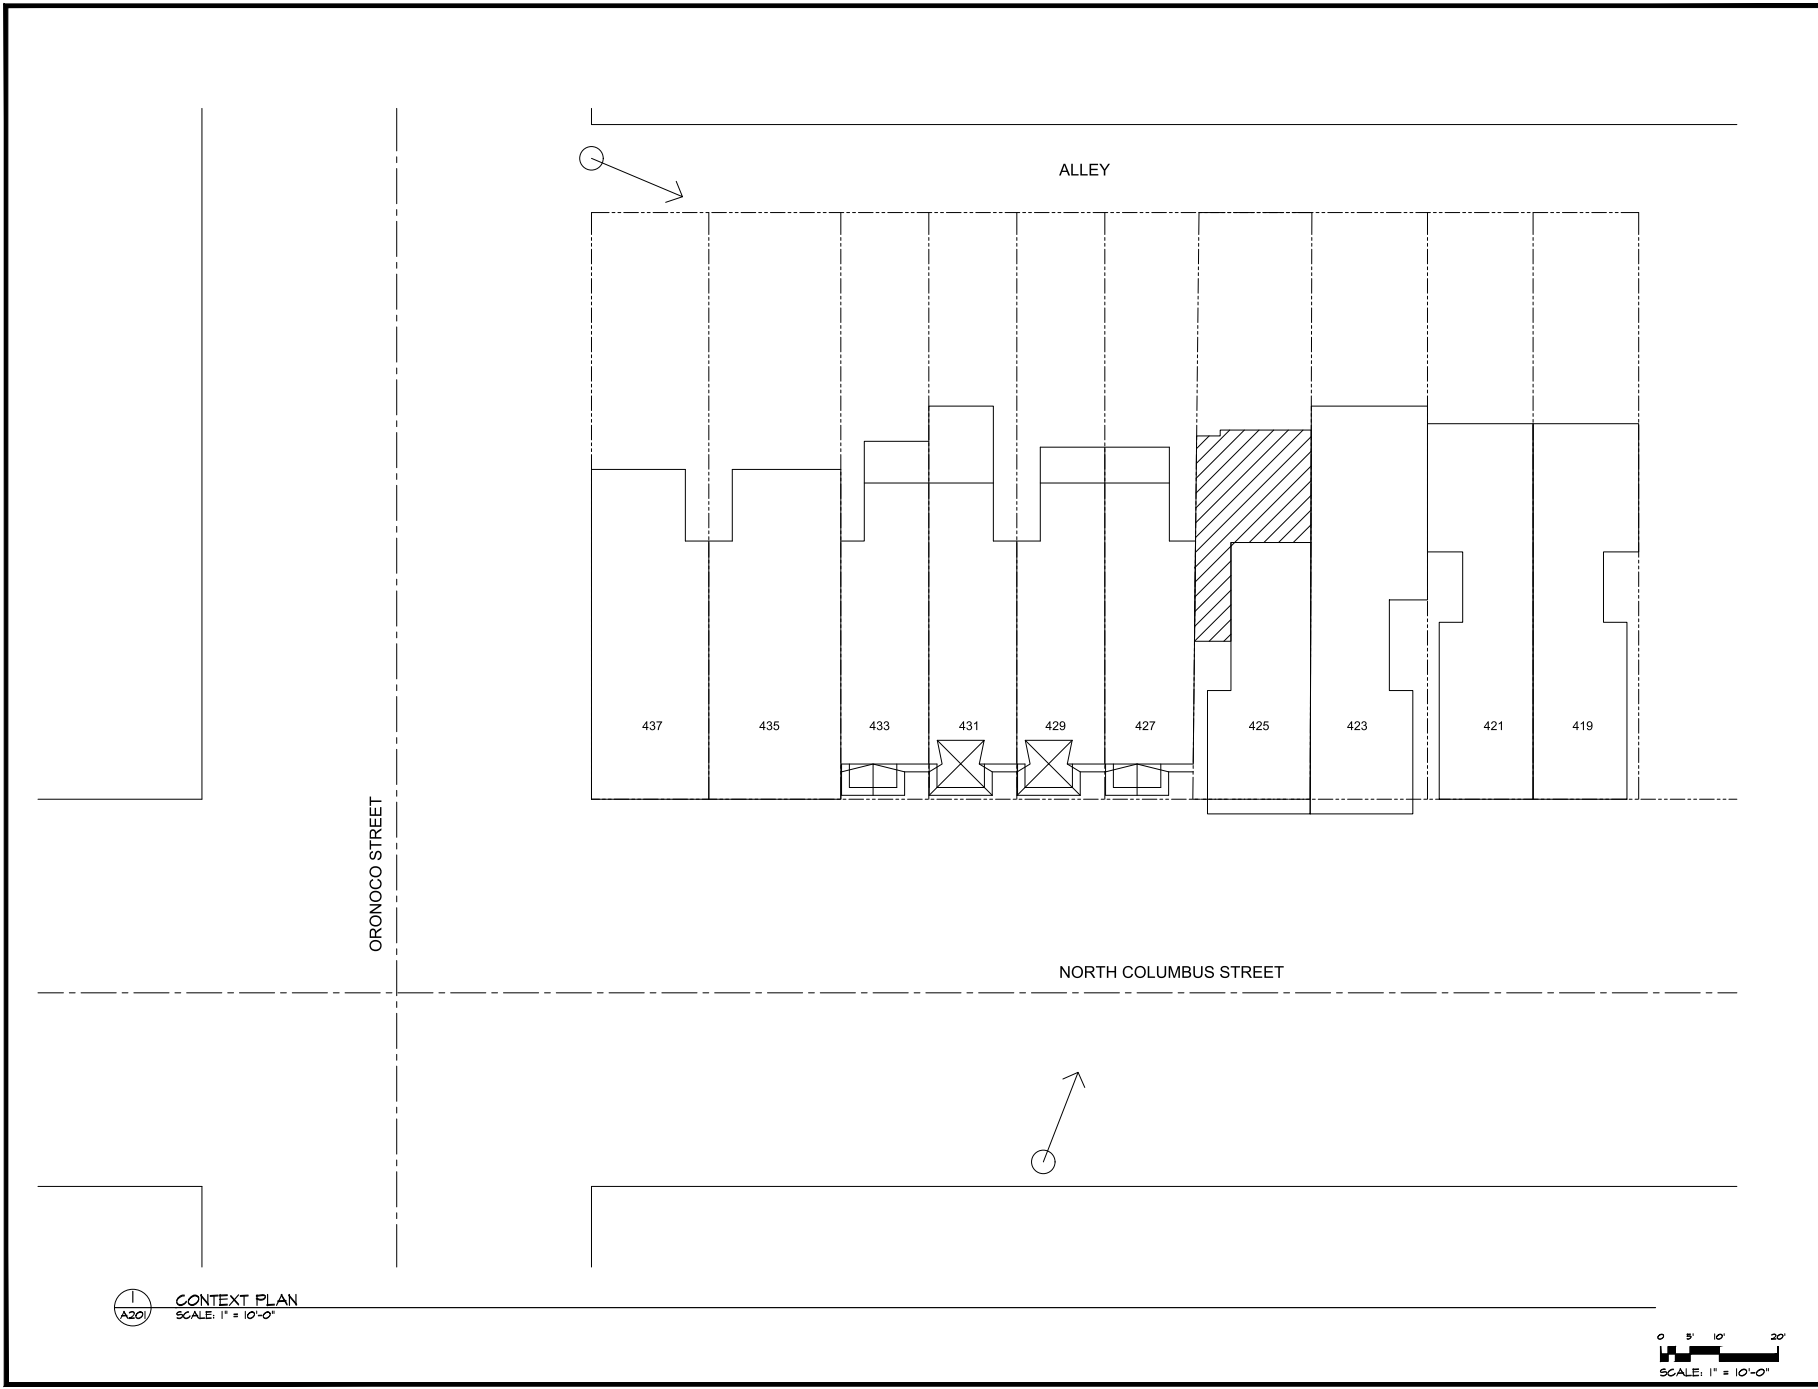 ALLEY
437 435 433 431 429 427 425 423 421 419
ORONOCO STREET
NORTH COLUMBUS STREET
1
A201
CONTEXT PLAN
SCALE: 1" = 10'-0"
0 5' 10' 20'
SCALE: 1" = 10'-0"